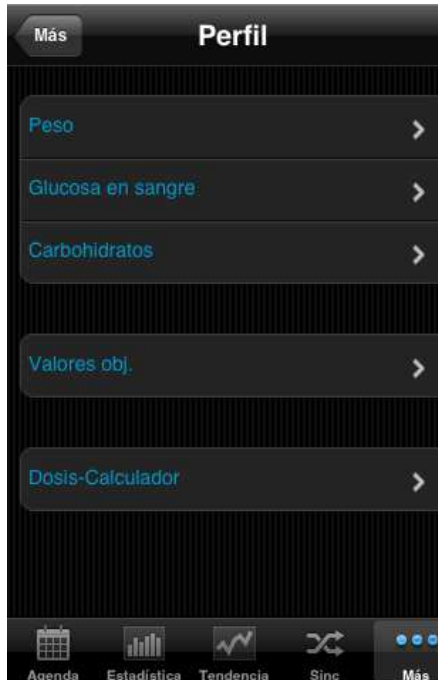 Más
Perfil
Peso
Glucosa en sangre
Carbohidratos
Valores obj.
Dosis-Calculador
Agenda
Estadística
Tendencia
Sinc
Más